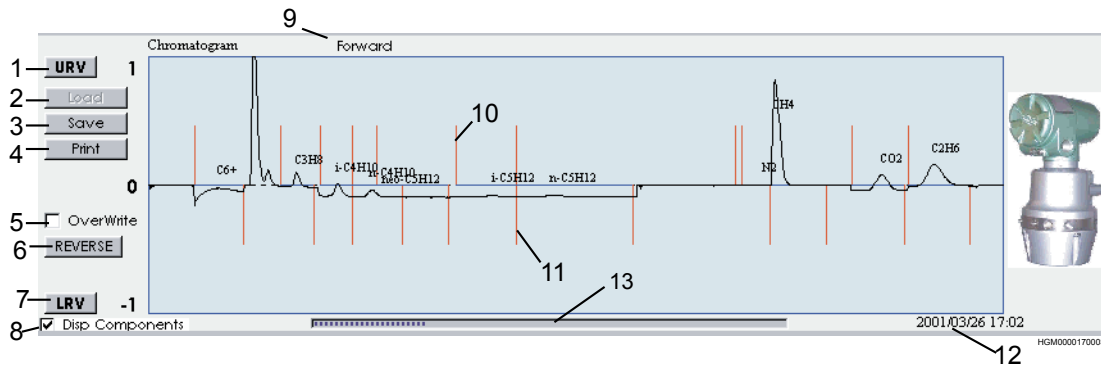 9
Chromatogram Forward
1 URV 1
2 Load
10
3 Save
4 Print
C6+ C3H8 i-C4H10 n-C4H10 neo-C5H12 i-C5H12 n-C5H12 N2 CH4 CO2 C2H6
0
5 OverWrite
6 REVERSE
11
13
7 LRV -1
8 Disp Components 2001/03/26 17:02
12
HGM000017000